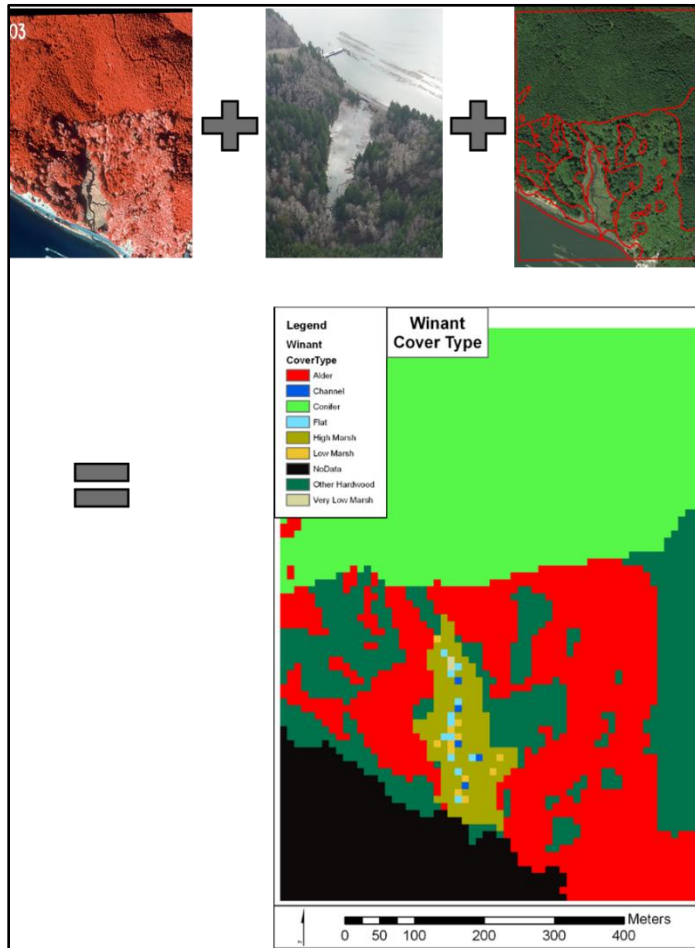 03
Legend
Winant
CoverType
Alder
Channel
Conifer
Flat
High Marsh
Low Marsh
NoData
Other Hardwood
Very Low Marsh
Winant
Cover Type
Meters
0 50 100 200 300 400